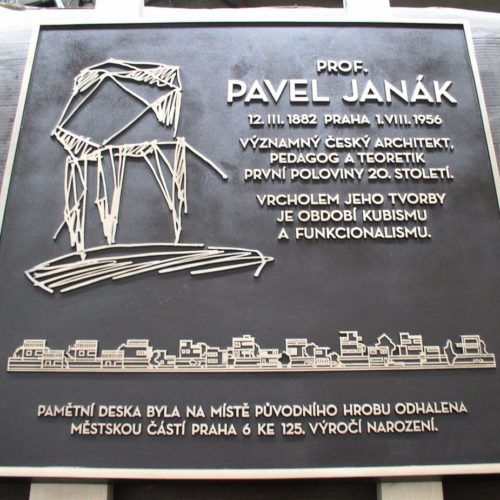 PROF.
PAVEL JANÁK
12. III. 1882 PRAHA 1. VIII. 1956
VÝZNAMNÝ ČESKÝ ARCHITEKT,
PEDAGOG A TEORETIK
PRVNÍ POLOVINY 20. STOLETÍ.
VRCHOLEM JEHO TVORBY
JE OBDOBÍ KUBISMU
A FUNKCIONALISMU.
PAMĚTNÍ DESKA BYLA NA MÍSTĚ PŮVODNÍHO HROBU ODHALENA
MĚSTSKOU ČÁSTÍ PRAHA 6 KE 125. VÝROČÍ NAROZENÍ.